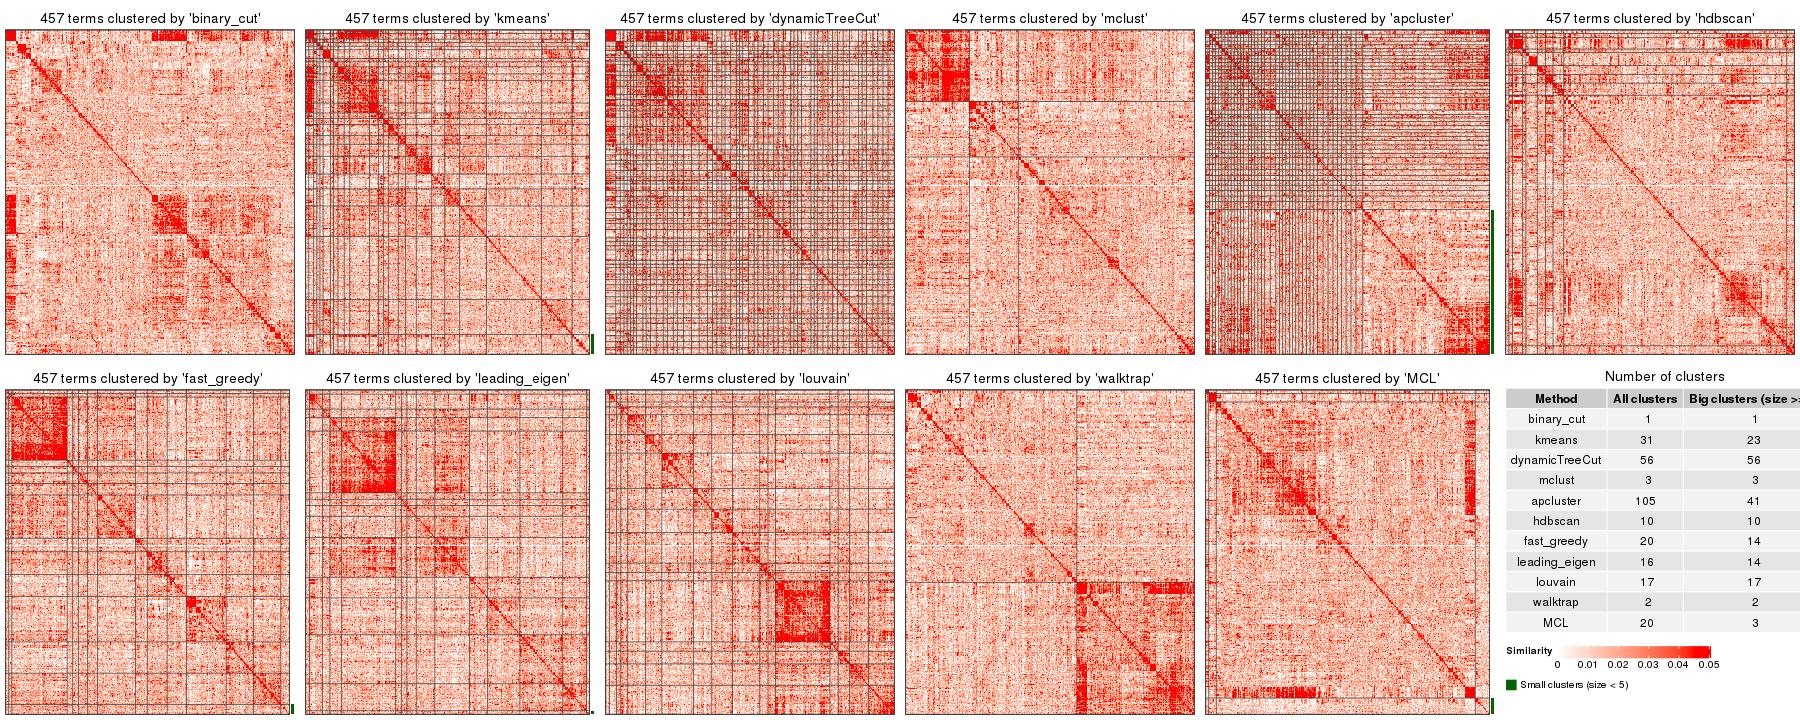 457 terms clustered by 'binary_cut'
457 terms clustered by 'kmeans'
457 terms clustered by 'dynamicTreeCut'
457 terms clustered by 'mclust'
457 terms clustered by 'apcluster'
457 terms clustered by 'hdbscan'
457 terms clustered by 'fast_greedy'
457 terms clustered by 'leading_eigen'
457 terms clustered by 'louvain'
457 terms clustered by 'walktrap'
457 terms clustered by 'MCL'
Number of clusters
Method All clusters Big clusters (size >=
binary_cut 1 1
kmeans 31 23
dynamicTreeCut 56 56
mclust 3 3
apcluster 105 41
hdbscan 10 10
fast_greedy 20 14
leading_eigen 16 14
louvain 17 17
walktrap 2 2
MCL 20 3
Similarity
0 0.01 0.02 0.03 0.04 0.05
Small clusters (size < 5)